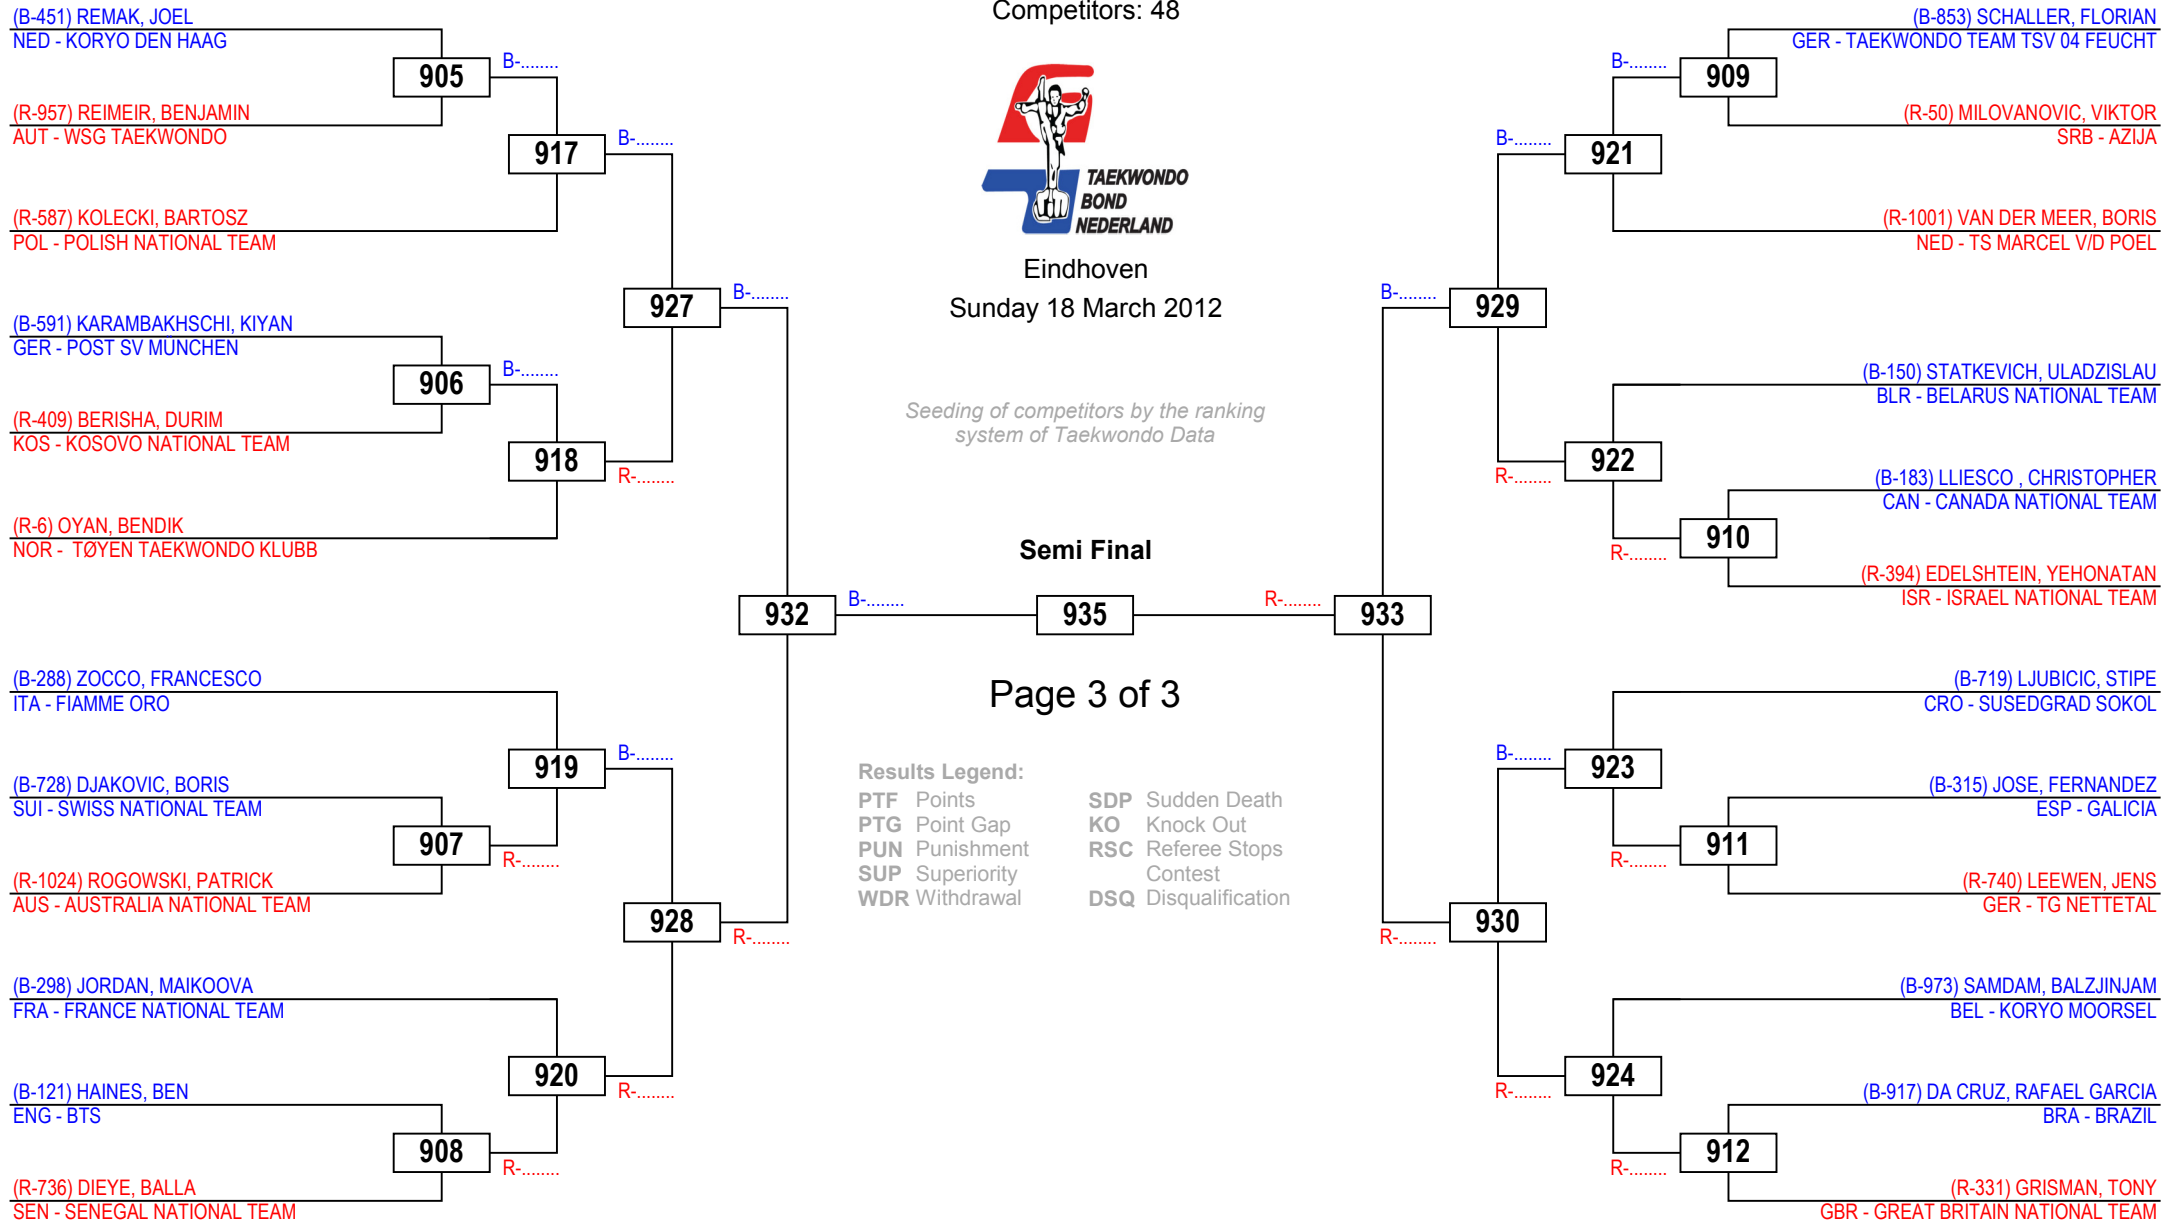 (B-451) REMAK, JOEL
NED - KORYO DEN HAAG
905
B-........
(R-957) REIMEIR, BENJAMIN
AUT - WSG TAEKWONDO
917
B-........
(R-587) KOLECKI, BARTOSZ
POL - POLISH NATIONAL TEAM
927
B-........
(B-591) KARAMBAKHSCHI, KIYAN
GER - POST SV MUNCHEN
906
B-........
(R-409) BERISHA, DURIM
KOS - KOSOVO NATIONAL TEAM
918
R-........
(R-6) OYAN, BENDIK
NOR - TØYEN TAEKWONDO KLUBB
932
B-........
(B-288) ZOCCO, FRANCESCO
ITA - FIAMME ORO
919
B-........
(B-728) DJAKOVIC, BORIS
SUI - SWISS NATIONAL TEAM
907
R-........
(R-1024) ROGOWSKI, PATRICK
AUS - AUSTRALIA NATIONAL TEAM
928
R-........
(B-298) JORDAN, MAIKOOVA
FRA - FRANCE NATIONAL TEAM
920
R-........
(B-121) HAINES, BEN
ENG - BTS
908
R-........
(R-736) DIEYE, BALLA
SEN - SENEGAL NATIONAL TEAM
Competitors: 48
TAEKWONDO
BOND
NEDERLAND
Eindhoven
Sunday 18 March 2012
Seeding of competitors by the ranking
system of Taekwondo Data
Semi Final
935
Page 3 of 3
Results Legend:
PTF Points SDP Sudden Death
PTG Point Gap KO Knock Out
PUN Punishment RSC Referee Stops
SUP Superiority Contest
WDR Withdrawal DSQ Disqualification
(B-853) SCHALLER, FLORIAN
GER - TAEKWONDO TEAM TSV 04 FEUCHT
B-........
909
(R-50) MILOVANOVIC, VIKTOR
SRB - AZIJA
B-........
921
(R-1001) VAN DER MEER, BORIS
NED - TS MARCEL V/D POEL
B-........
929
(B-150) STATKEVICH, ULADZISLAU
BLR - BELARUS NATIONAL TEAM
R-........
922
(B-183) LLIESCO , CHRISTOPHER
CAN - CANADA NATIONAL TEAM
R-........
910
(R-394) EDELSHTEIN, YEHONATAN
ISR - ISRAEL NATIONAL TEAM
R-........
933
(B-719) LJUBICIC, STIPE
CRO - SUSEDGRAD SOKOL
B-........
923
(B-315) JOSE, FERNANDEZ
ESP - GALICIA
R-........
911
(R-740) LEEWEN, JENS
GER - TG NETTETAL
R-........
930
(B-973) SAMDAM, BALZJINJAM
BEL - KORYO MOORSEL
R-........
924
(B-917) DA CRUZ, RAFAEL GARCIA
BRA - BRAZIL
R-........
912
(R-331) GRISMAN, TONY
GBR - GREAT BRITAIN NATIONAL TEAM